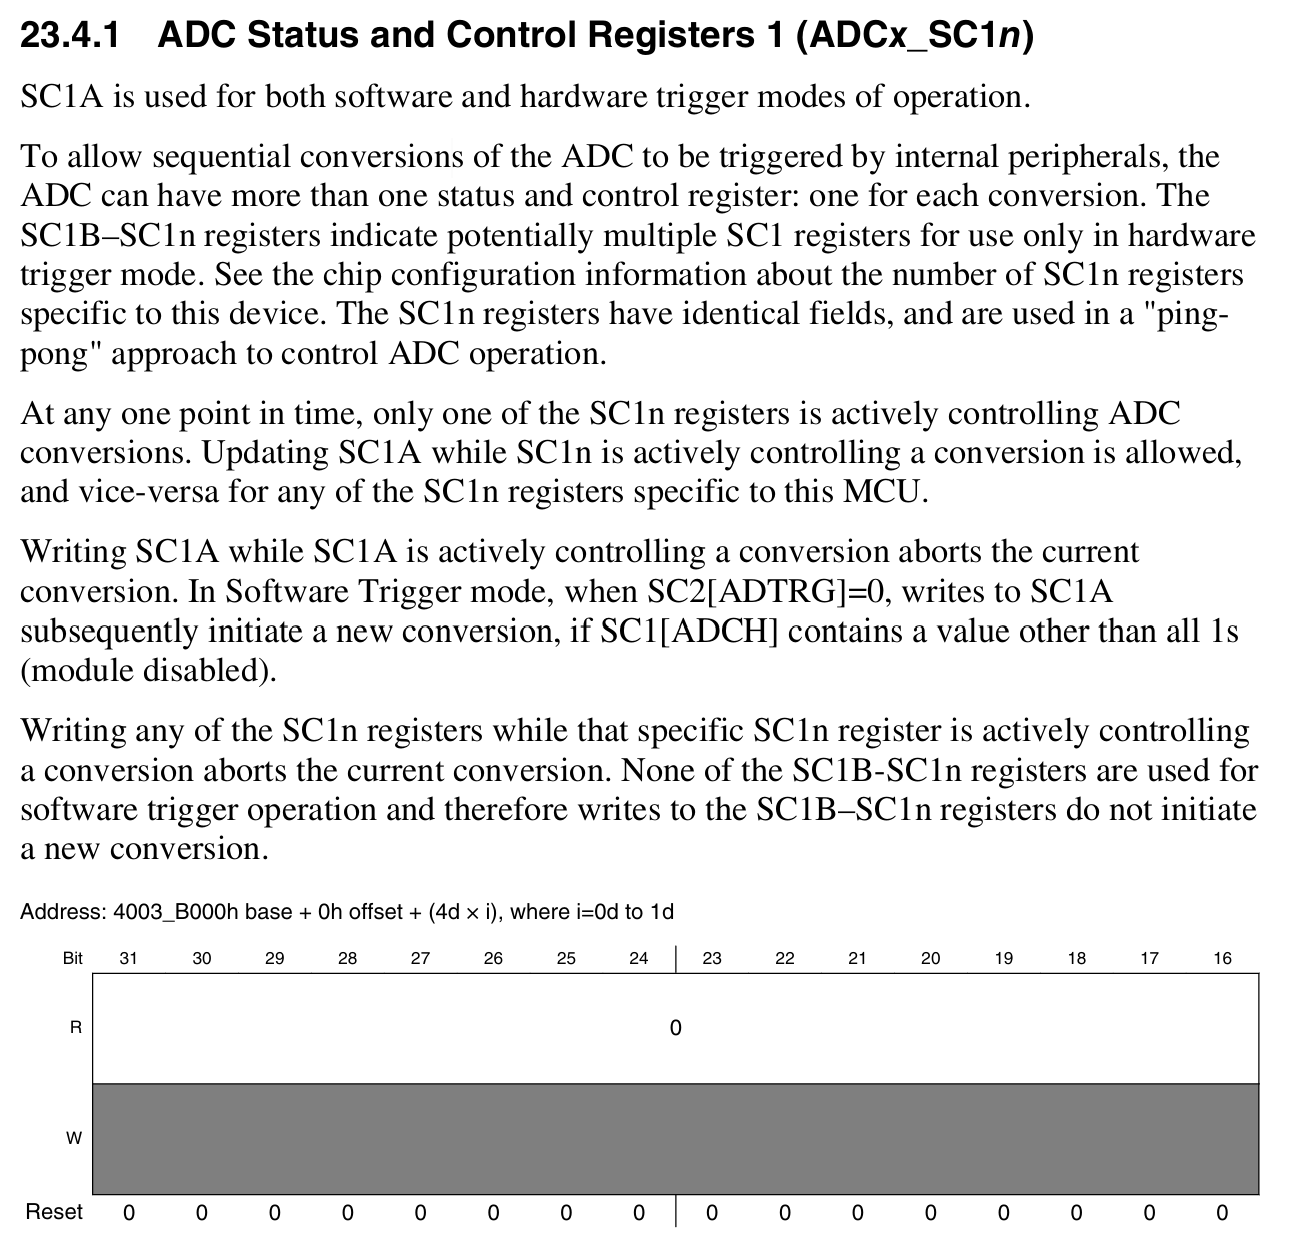 23.4.1 ADC Status and Control Registers 1 (ADCx_SC1n)
SC1A is used for both software and hardware trigger modes of operation.
To allow sequential conversions of the ADC to be triggered by internal peripherals, the
ADC can have more than one status and control register: one for each conversion. The
SC1B–SC1n registers indicate potentially multiple SC1 registers for use only in hardware
trigger mode. See the chip configuration information about the number of SC1n registers
specific to this device. The SC1n registers have identical fields, and are used in a "ping-
pong" approach to control ADC operation.
At any one point in time, only one of the SC1n registers is actively controlling ADC
conversions. Updating SC1A while SC1n is actively controlling a conversion is allowed,
and vice-versa for any of the SC1n registers specific to this MCU.
Writing SC1A while SC1A is actively controlling a conversion aborts the current
conversion. In Software Trigger mode, when SC2[ADTRG]=0, writes to SC1A
subsequently initiate a new conversion, if SC1[ADCH] contains a value other than all 1s
(module disabled).
Writing any of the SC1n registers while that specific SC1n register is actively controlling
a conversion aborts the current conversion. None of the SC1B-SC1n registers are used for
software trigger operation and therefore writes to the SC1B–SC1n registers do not initiate
a new conversion.
Address: 4003_B000h base + 0h offset + (4d × i), where i=0d to 1d
Bit 31 30 29 28 27 26 25 24 23 22 21 20 19 18 17 16
R 0
W
Reset 0 0 0 0 0 0 0 0 0 0 0 0 0 0 0 0